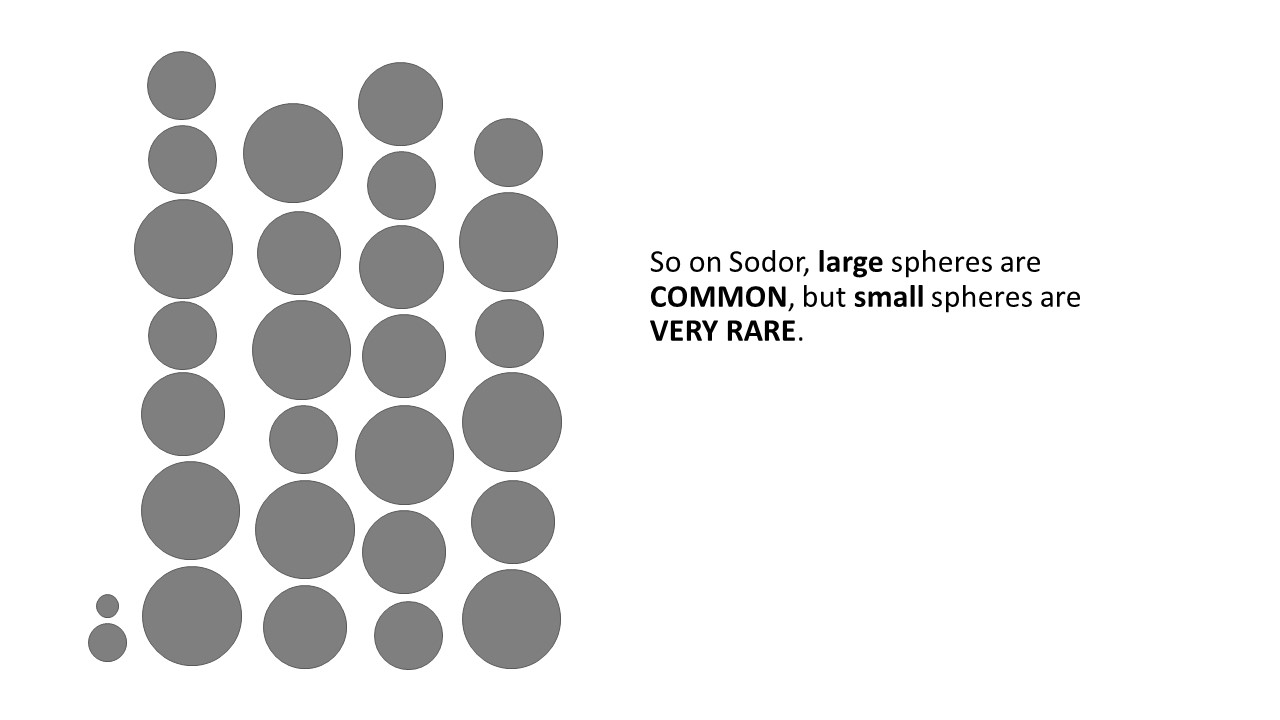 So on Sodor, large spheres are
COMMON, but small spheres are
VERY RARE.